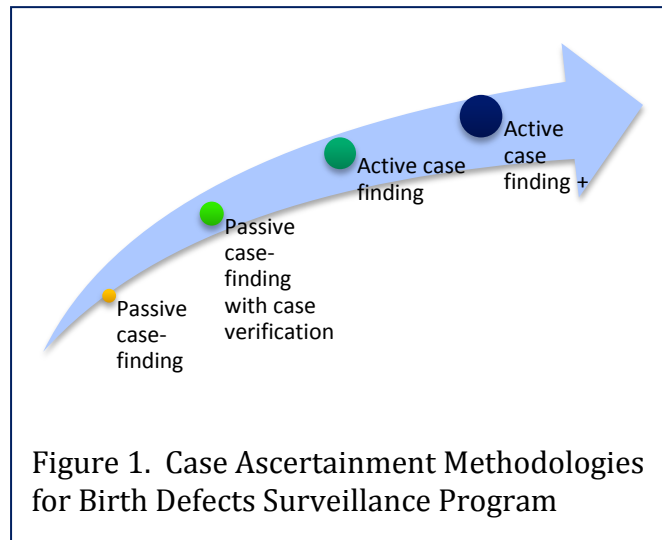 Passive
case-
finding
Passive
case-
finding
with case
verification
Active case
finding
Active
case
finding +
Figure 1. Case Ascertainment Methodologies
for Birth Defects Surveillance Program